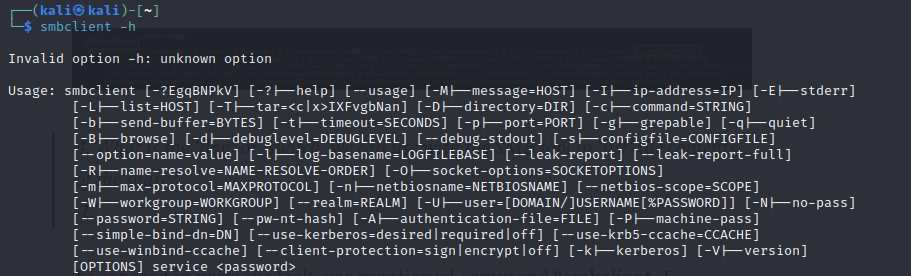 ┌──(kali㉿kali)-[~]
└─$ smbclient -h
Invalid option -h: unknown option
Usage: smbclient [-?EgqBNPkV] [-?├──help] [--usage] [-M├──message=HOST] [-I├──ip-address=IP] [-E├──stderr]
[-L├──list=HOST] [-T├──tar=<c|x>IXFvgbNan] [-D├──directory=DIR] [-c├──command=STRING]
[-b├──send-buffer=BYTES] [-t├──timeout=SECONDS] [-p├──port=PORT] [-g├──grepable] [-q├──quiet]
[-B├──browse] [-d├──debuglevel=DEBUGLEVEL] [--debug-stdout] [-s├──configfile=CONFIGFILE]
[--option=name=value] [-l├──log-basename=LOGFILEBASE] [--leak-report] [--leak-report-full]
[-R├──name-resolve=NAME-RESOLVE-ORDER] [-O├──socket-options=SOCKETOPTIONS]
[-m├──max-protocol=MAXPROTOCOL] [-n├──netbiosname=NETBIOSNAME] [--netbios-scope=SCOPE]
[-W├──workgroup=WORKGROUP] [--realm=REALM] [-U├──user=[DOMAIN/]USERNAME[%PASSWORD]] [-N├──no-pass]
[--password=STRING] [--pw-nt-hash] [-A├──authentication-file=FILE] [-P├──machine-pass]
[--simple-bind-dn=DN] [--use-kerberos=desired|required|off] [--use-krb5-ccache=CCACHE]
[--use-winbind-ccache] [--client-protection=sign|encrypt|off] [-k├──kerberos] [-V├──version]
[OPTIONS] service <password>